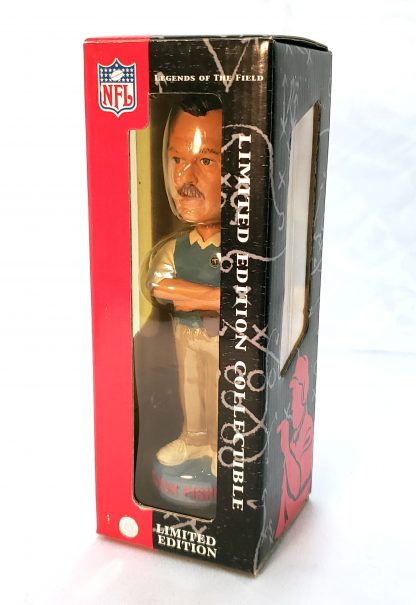 NFL
LEGENDS OF THE FIELD
LIMITED EDITION COLLECTIBLE
LIMITED
EDITION